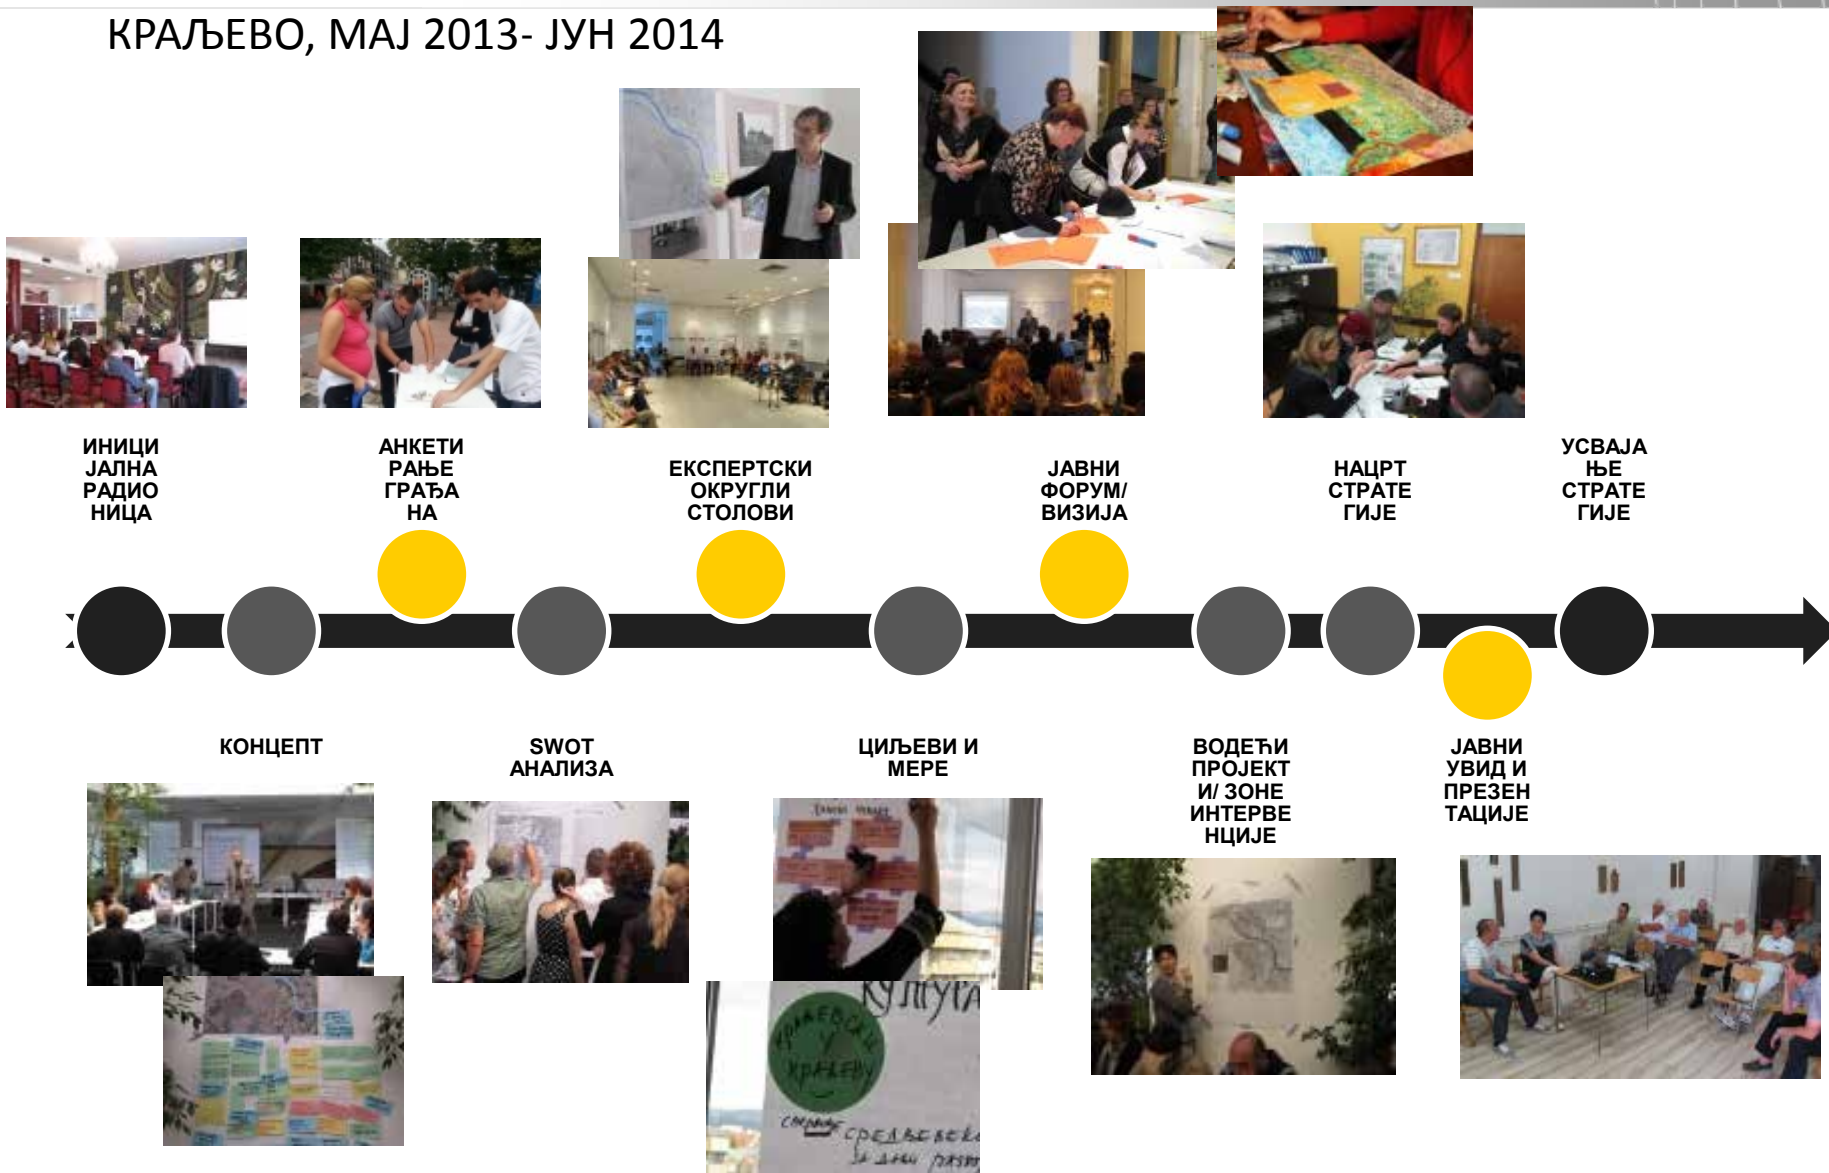 КРАЉЕВО, МАЈ 2013- ЈУН 2014
ИНИЦИ
ЈАЛНА
РАДИО
НИЦА
АНКЕТИ
РАЊЕ
ГРАЂА
НА
ЕКСПЕРТСКИ
ОКРУГЛИ
СТОЛОВИ
ЈАВНИ
ФОРУМ/
ВИЗИЈА
НАЦРТ
СТРАТЕ
ГИЈЕ
УСВАЈА
ЊЕ
СТРАТЕ
ГИЈЕ
КОНЦЕПТ
SWOT
АНАЛИЗА
ЦИЉЕВИ И
МЕРЕ
ВОДЕЋИ
ПРОЈЕКТ
И/ ЗОНЕ
ИНТЕРВЕ
НЦИЈЕ
ЈАВНИ
УВИД И
ПРЕЗЕН
ТАЦИЈЕ
КУЛТУРА
У
КРАЉЕВУ